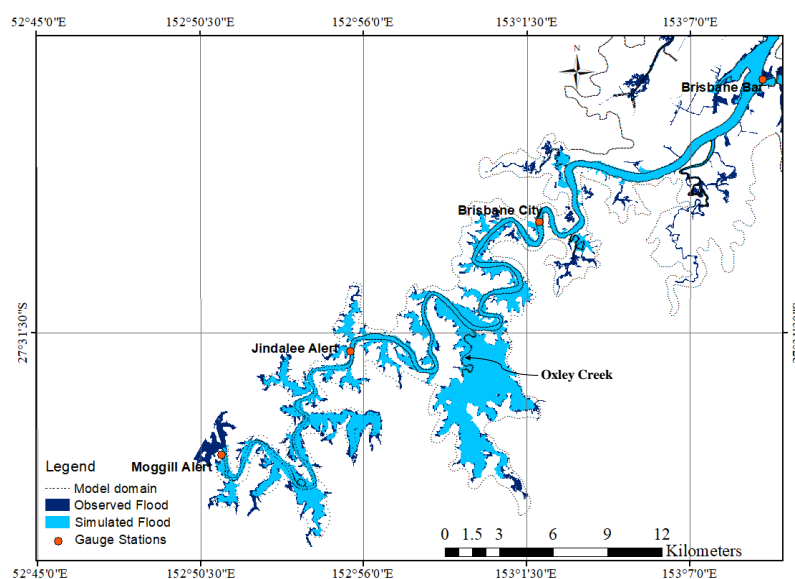 52°45'0"E 152°50'30"E 152°56'0"E 153°1'30"E 153°7'0"E
N
Brisbane Bar
Brisbane City
27°31'30"S
Jindalee Alert
Oxley Creek
Moggill Alert
Legend
Model domain
Observed Flood
Simulated Flood
Gauge Stations
0 1.5 3 6 9 12
Kilometers
52°45'0"E 152°50'30"E 152°56'0"E 153°1'30"E 153°7'0"E